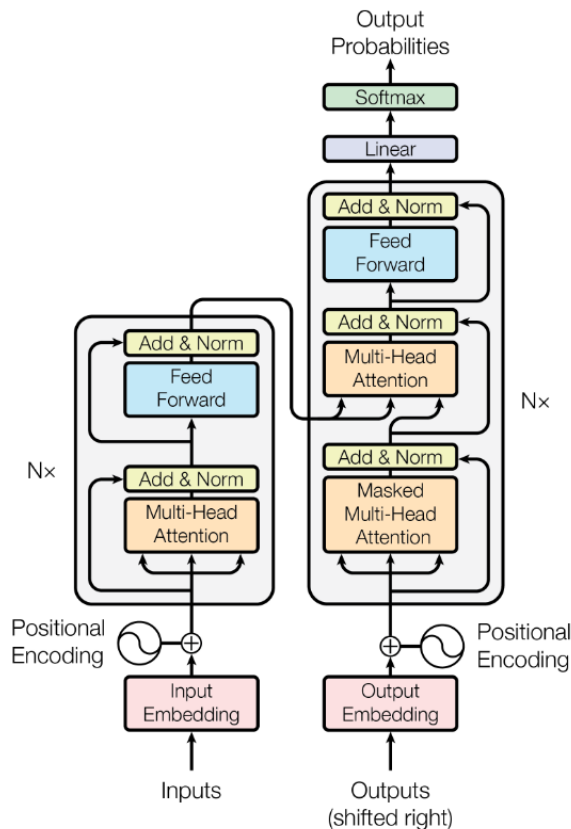 Output
Probabilities
Softmax
Linear
Add & Norm
Feed
Forward
Add & Norm
Multi-Head
Attention
Add & Norm
Masked
Multi-Head
Attention
N×
Add & Norm
Feed
Forward
Add & Norm
Multi-Head
Attention
N×
Positional
Encoding
Positional
Encoding
Input
Embedding
Output
Embedding
Inputs
Outputs
(shifted right)